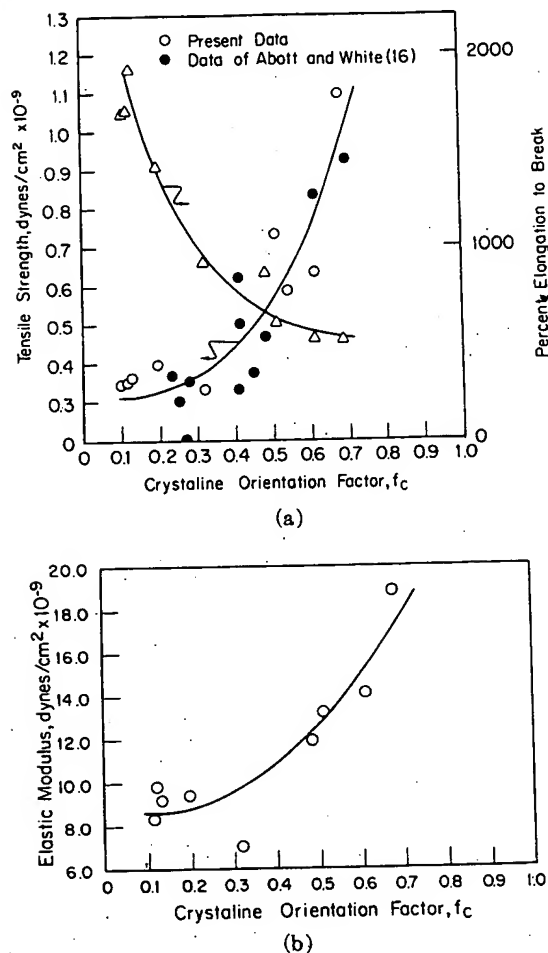 1.3
1.2
1.1
1.0
0.9
0.8
0.7
0.6
0.5
0.4
0.3
0
Tensile Strength, dynes/cm² x10⁻⁹
○ Present Data
● Data of Abott and White (16)
2000
1000
0
Percent Elongation to Break
0 0.1 0.2 0.3 0.4 0.5 0.6 0.7 0.8 0.9 1.0
Crystaline Orientation Factor, fc
(a)
20.0
18.0
16.0
14.0
12.0
10.0
8.0
6.0
Elastic Modulus, dynes/cm² x 10⁻⁹
0 0.1 0.2 0.3 0.4 0.5 0.6 0.7 0.8 0.9 1.0
Crystaline Orientation Factor, fc
(b)